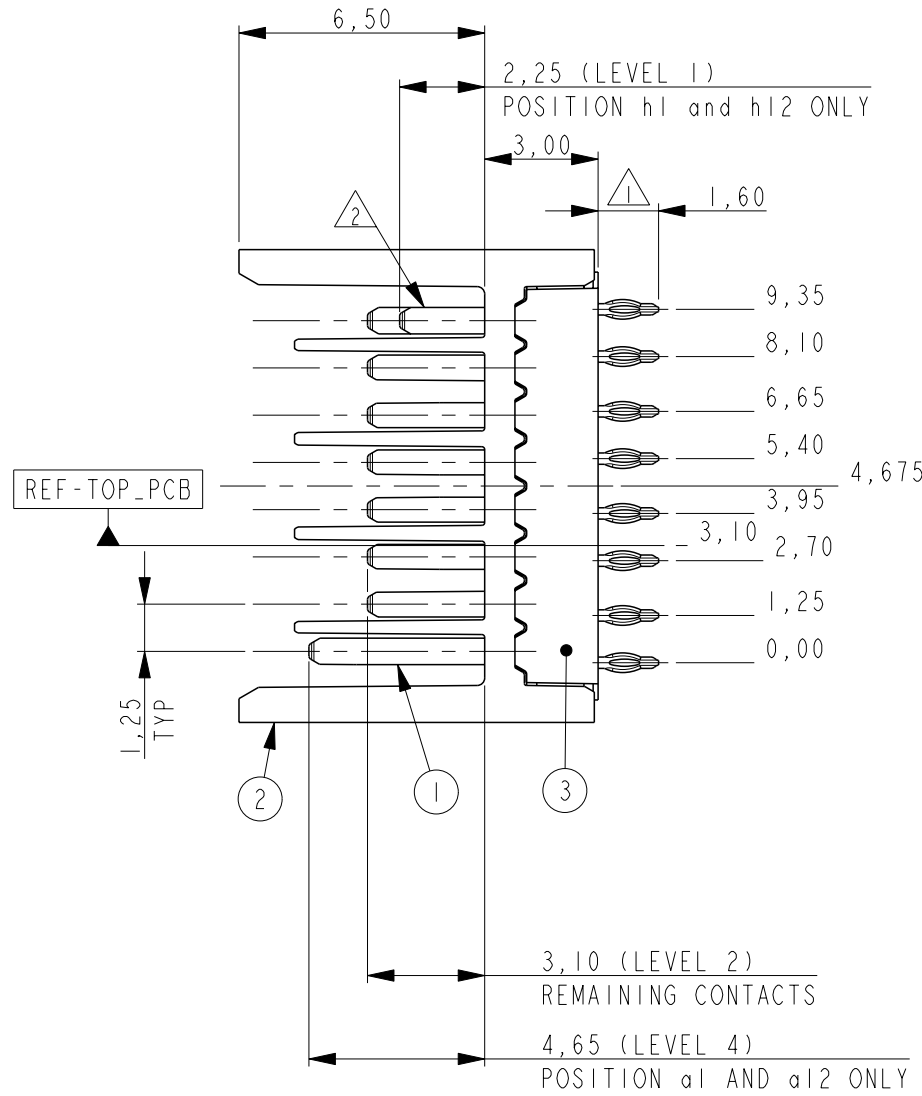 6,50
2,25 (LEVEL 1)
POSITION h1 and h12 ONLY
3,00
1
1,60
2
9,35
8,10
6,65
5,40
4,675
REF-TOP_PCB
3,95
3,10
2,70
1,25
0,00
1,25
TYP
2
1
3
3,10 (LEVEL 2)
REMAINING CONTACTS
4,65 (LEVEL 4)
POSITION a1 AND a12 ONLY